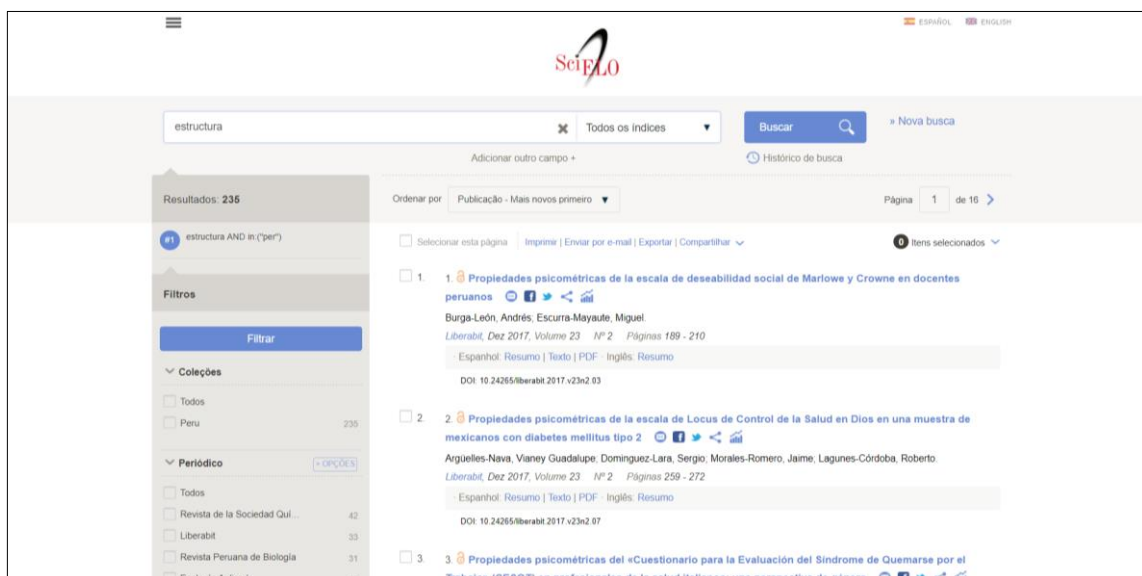 ESPAÑOL ENGLISH
SciELO
estructura
Todos os índices
Buscar
» Nova busca
Adicionar outro campo +
Histórico de busca
Resultados: 235
Ordenar por Publicação - Mais novos primeiro
Página 1 de 16
#1 estructura AND in:("per")
Selecionar esta página Imprimir | Enviar por e-mail | Exportar | Compartilhar
0 Itens selecionados
Filtros
Filtrar
Coleções
Todos
Peru 235
Periódico + OPÇÕES
Todos
Revista de la Sociedad Quí... 42
Liberabit 33
Revista Peruana de Biología 31
1. 1. Propiedades psicométricas de la escala de deseabilidad social de Marlowe y Crowne en docentes
peruanos
Burga-León, Andrés; Escurra-Mayaute, Miguel.
Liberabit, Dez 2017, Volume 23 Nº 2 Páginas 189 - 210
· Espanhol: Resumo | Texto | PDF · Inglês: Resumo
DOI: 10.24265/liberabit.2017.v23n2.03
2. 2. Propiedades psicométricas de la escala de Locus de Control de la Salud en Dios en una muestra de
mexicanos con diabetes mellitus tipo 2
Argüelles-Nava, Vianey Guadalupe; Dominguez-Lara, Sergio; Morales-Romero, Jaime; Lagunes-Córdoba, Roberto.
Liberabit, Dez 2017, Volume 23 Nº 2 Páginas 259 - 272
· Espanhol: Resumo | Texto | PDF · Inglês: Resumo
DOI: 10.24265/liberabit.2017.v23n2.07
3. 3. Propiedades psicométricas del «Cuestionario para la Evaluación del Síndrome de Quemarse por el